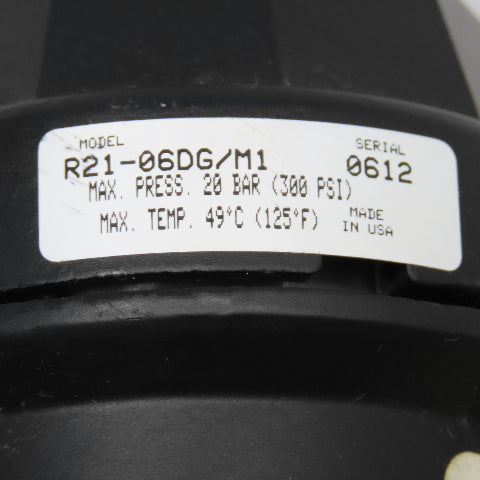 MODEL SERIAL
R21-06DG/M1 0612
MAX. PRESS. 20 BAR (300 PSI)
MAX. TEMP. 49°C (125°F) MADE IN USA